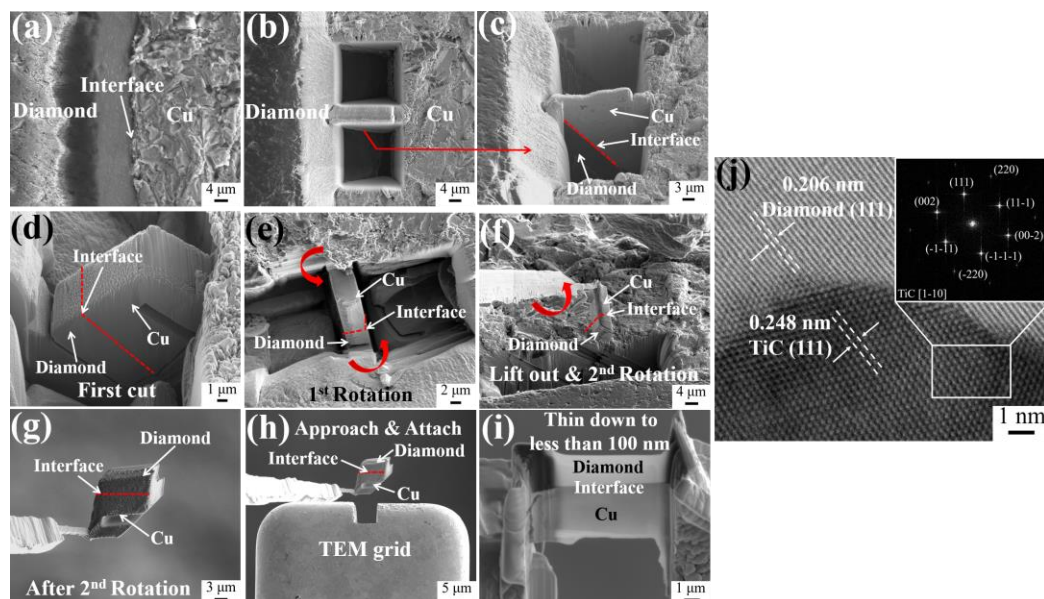 (a)
Interface
Diamond
Cu
4 μm
(b)
Diamond
Cu
4 μm
(c)
Cu
Interface
Diamond
3 μm
(d)
Interface
Cu
Diamond
First cut
1 μm
(e)
Cu
Interface
Diamond
1st Rotation
2 μm
(f)
Cu
Interface
Diamond
Lift out & 2nd Rotation
4 μm
(g)
Diamond
Interface
Cu
After 2nd Rotation
3 μm
(h)
Approach & Attach
Interface
Diamond
Cu
TEM grid
5 μm
(i)
Thin down to
less than 100 nm
Diamond
Interface
Cu
1 μm
(j)
0.206 nm
Diamond (111)
0.248 nm
TiC (111)
(220)
(111)
(002)
(11-1)
(00-2)
(-1-11)
(-1-1-1)
(-220)
TiC [1-10]
1 nm